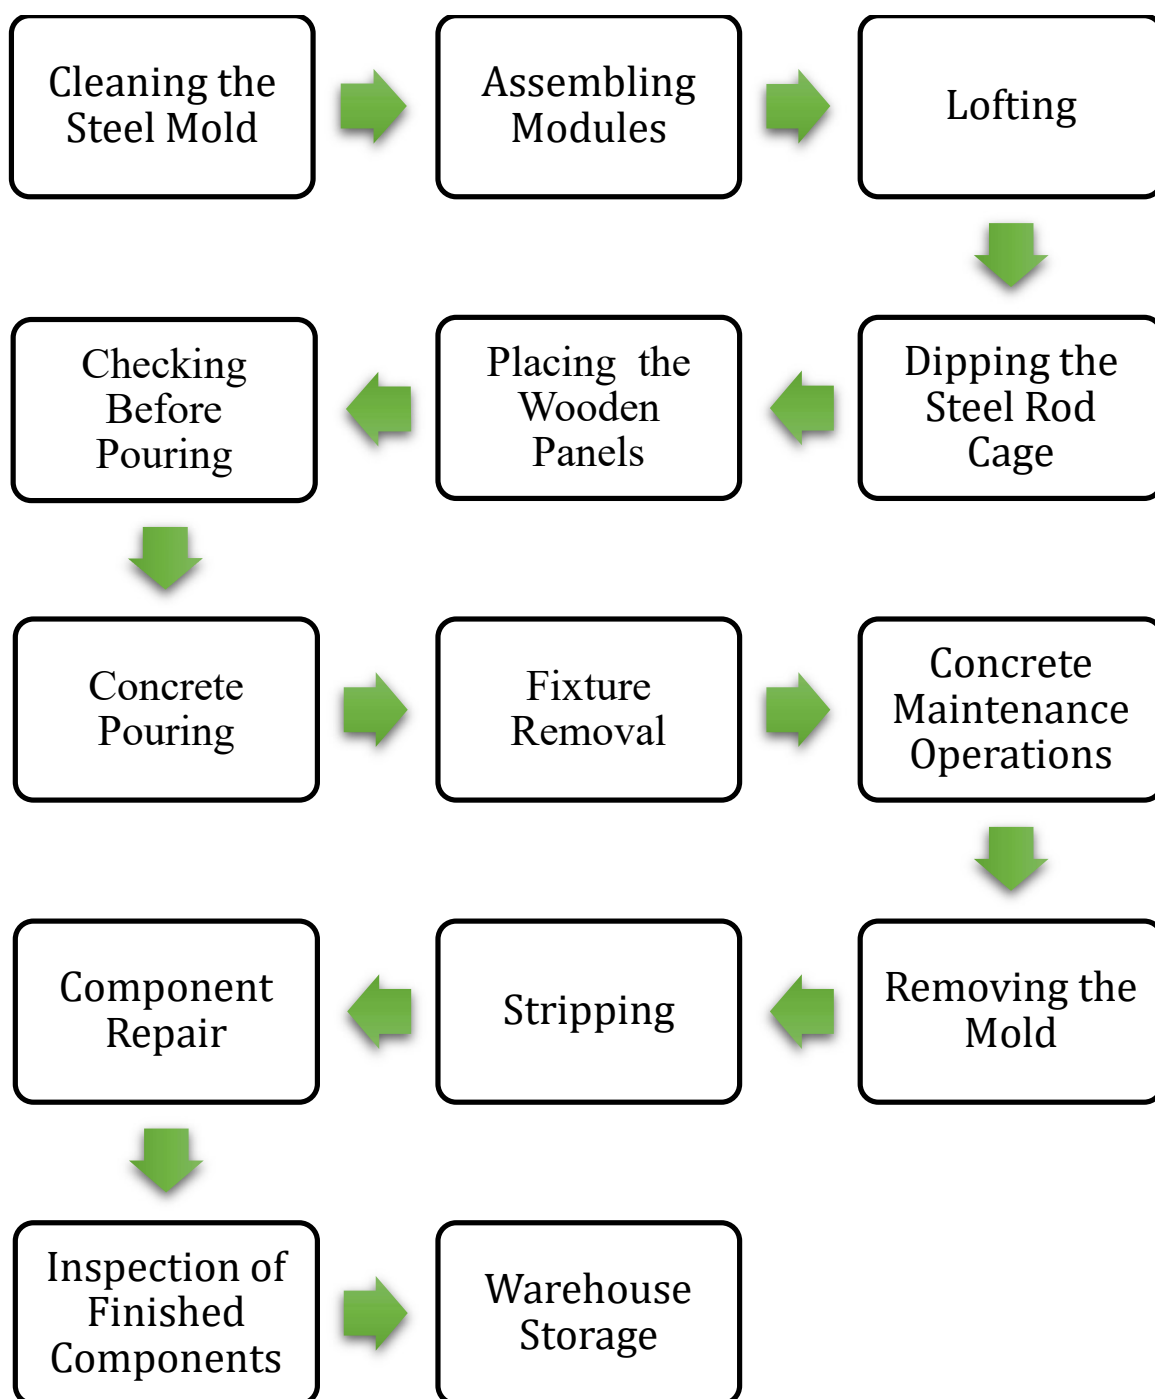 Cleaning the
Steel Mold
Assembling
Modules
Lofting
Dipping the
Steel Rod
Cage
Placing the
Wooden
Panels
Checking
Before
Pouring
Concrete
Pouring
Fixture
Removal
Concrete
Maintenance
Operations
Removing the
Mold
Stripping
Component
Repair
Inspection of
Finished
Components
Warehouse
Storage